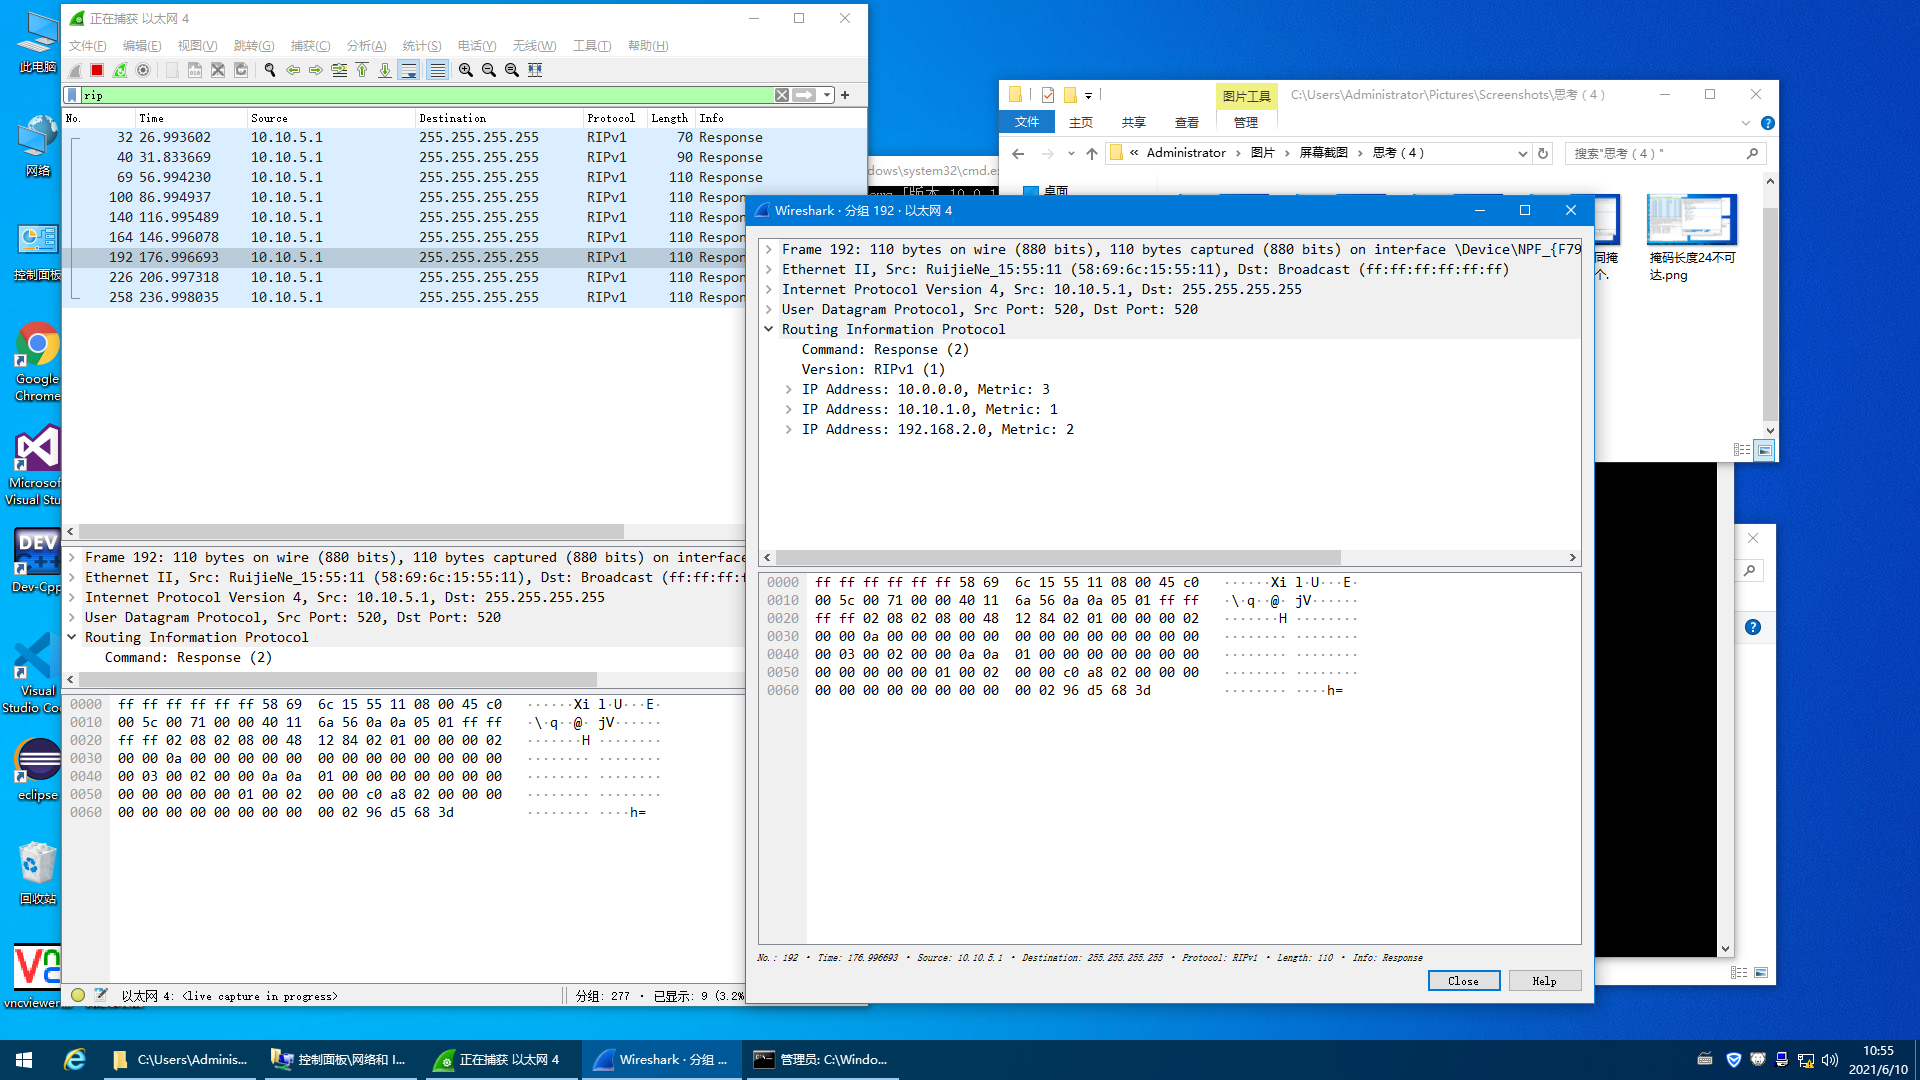 此电脑
网络
控制面板
Google
Chrome
Microsof
Visual Stu
DEV
C++
Dev-Cpp
Visual
Studio Co
eclipse
回收站
vncviewer
正在捕获 以太网 4
文件(F) 编辑(E) 视图(V) 跳转(G) 捕获(C) 分析(A) 统计(S) 电话(Y) 无线(W) 工具(T) 帮助(H)
rip
No. Time Source Destination Protocol Length Info
32 26.993602 10.10.5.1 255.255.255.255 RIPv1 70 Response
40 31.833669 10.10.5.1 255.255.255.255 RIPv1 90 Response
69 56.994230 10.10.5.1 255.255.255.255 RIPv1 110 Response
100 86.994937 10.10.5.1 255.255.255.255 RIPv1 110 Respon
140 116.995489 10.10.5.1 255.255.255.255 RIPv1 110 Respon
164 146.996078 10.10.5.1 255.255.255.255 RIPv1 110 Respon
192 176.996693 10.10.5.1 255.255.255.255 RIPv1 110 Respon
226 206.997318 10.10.5.1 255.255.255.255 RIPv1 110 Respon
258 236.998035 10.10.5.1 255.255.255.255 RIPv1 110 Respon
Frame 192: 110 bytes on wire (880 bits), 110 bytes captured (880 bits) on interface
Ethernet II, Src: RuijieNe_15:55:11 (58:69:6c:15:55:11), Dst: Broadcast (ff:ff:ff:f
Internet Protocol Version 4, Src: 10.10.5.1, Dst: 255.255.255.255
User Datagram Protocol, Src Port: 520, Dst Port: 520
Routing Information Protocol
Command: Response (2)
0000 ff ff ff ff ff ff 58 69 6c 15 55 11 08 00 45 c0 ······Xi l·U···E·
0010 00 5c 00 71 00 00 40 11 6a 56 0a 0a 05 01 ff ff ·\·q··@· jV······
0020 ff ff 02 08 02 08 00 48 12 84 02 01 00 00 00 02 ·······H ········
0030 00 00 0a 00 00 00 00 00 00 00 00 00 00 00 00 00 ········ ········
0040 00 03 00 02 00 00 0a 0a 01 00 00 00 00 00 00 00 ········ ········
0050 00 00 00 00 00 01 00 02 00 00 c0 a8 02 00 00 00 ········ ········
0060 00 00 00 00 00 00 00 00 00 02 96 d5 68 3d ········ ····h=
以太网 4: <live capture in progress>
分组: 277 · 已显示: 9 (3.2%
dows\system32\cmd.ex
图片工具
C:\Users\Administrator\Pictures\Screenshots\思考(4)
文件 主页 共享 查看 管理
« Administrator › 图片 › 屏幕截图 › 思考(4)
搜索"思考(4)"
桌面
同掩
个.
掩码长度24不可
达.png
Wireshark · 分组 192 · 以太网 4
Frame 192: 110 bytes on wire (880 bits), 110 bytes captured (880 bits) on interface \Device\NPF_{F79
Ethernet II, Src: RuijieNe_15:55:11 (58:69:6c:15:55:11), Dst: Broadcast (ff:ff:ff:ff:ff:ff)
Internet Protocol Version 4, Src: 10.10.5.1, Dst: 255.255.255.255
User Datagram Protocol, Src Port: 520, Dst Port: 520
Routing Information Protocol
Command: Response (2)
Version: RIPv1 (1)
IP Address: 10.0.0.0, Metric: 3
IP Address: 10.10.1.0, Metric: 1
IP Address: 192.168.2.0, Metric: 2
0000 ff ff ff ff ff ff 58 69 6c 15 55 11 08 00 45 c0 ······Xi l·U···E·
0010 00 5c 00 71 00 00 40 11 6a 56 0a 0a 05 01 ff ff ·\·q··@· jV······
0020 ff ff 02 08 02 08 00 48 12 84 02 01 00 00 00 02 ·······H ········
0030 00 00 0a 00 00 00 00 00 00 00 00 00 00 00 00 00 ········ ········
0040 00 03 00 02 00 00 0a 0a 01 00 00 00 00 00 00 00 ········ ········
0050 00 00 00 00 00 01 00 02 00 00 c0 a8 02 00 00 00 ········ ········
0060 00 00 00 00 00 00 00 00 00 02 96 d5 68 3d ········ ····h=
No.: 192 · Time: 176.996693 · Source: 10.10.5.1 · Destination: 255.255.255.255 · Protocol: RIPv1 · Length: 110 · Info: Response
Close Help
C:\Users\Adminis... 控制面板\网络和 I... 正在捕获 以太网 4 Wireshark · 分组 ... 管理员: C:\Windo...
10:55
2021/6/10